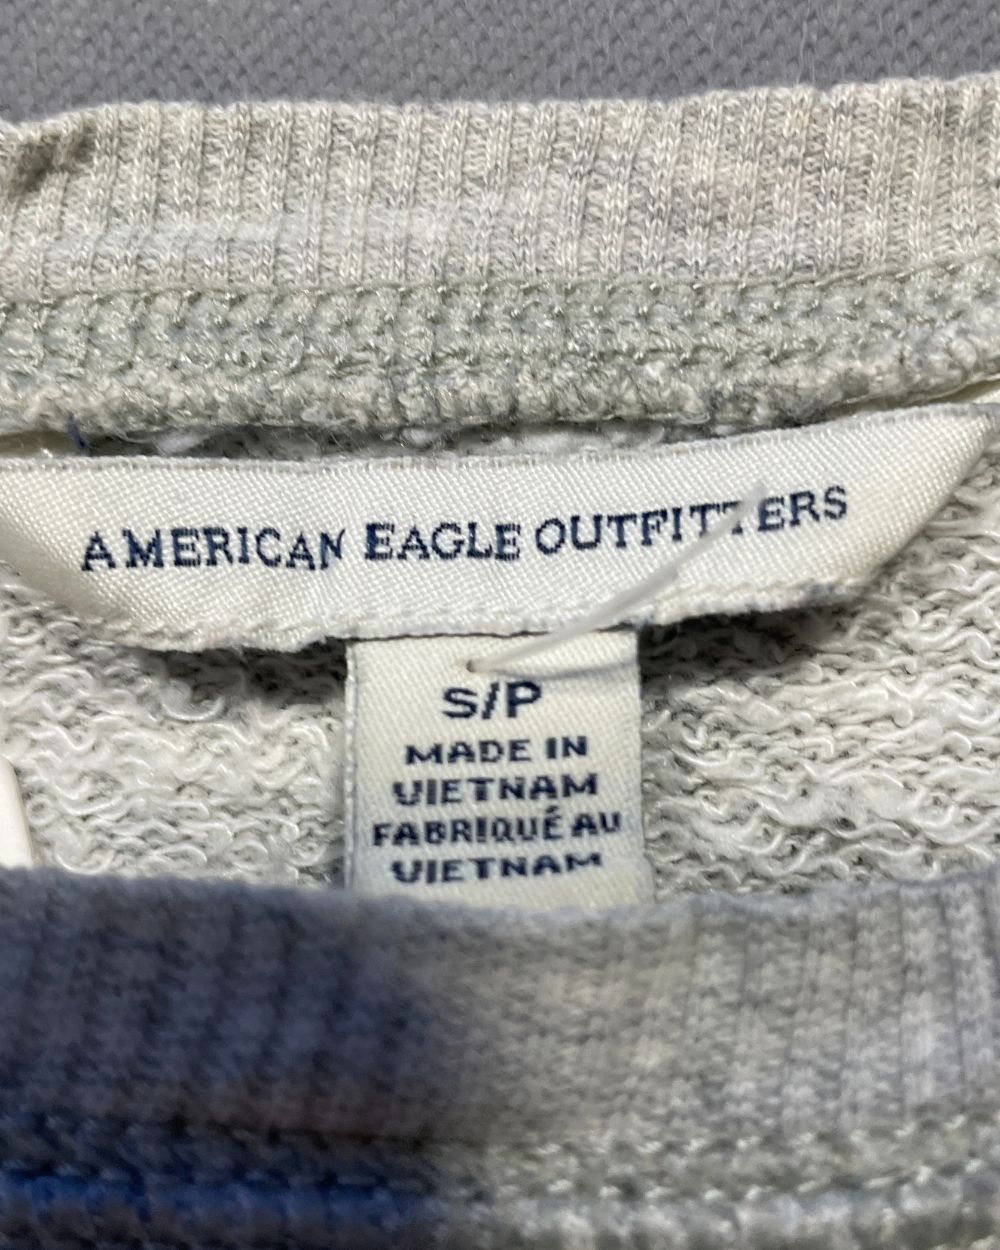 AMERICAN EAGLE OUTFITTERS
S/P
MADE IN
VIETNAM
FABRIQUÉ AU
VIETNAM